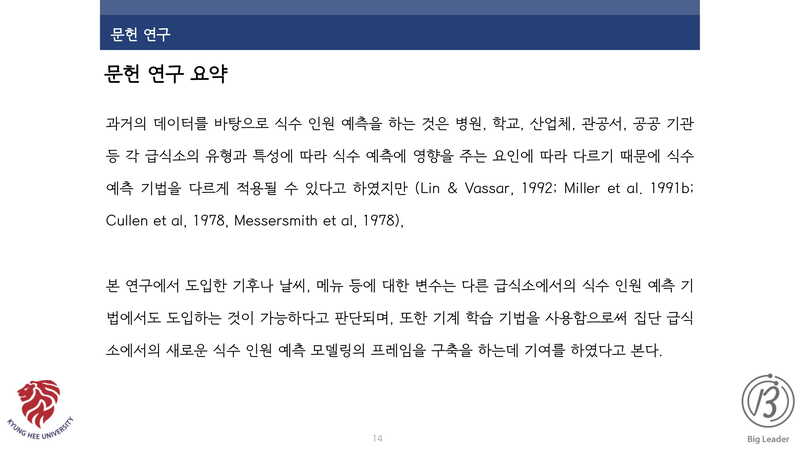 문헌 연구
문헌 연구 요약
과거의 데이터를 바탕으로 식수 인원 예측을 하는 것은 병원, 학교, 산업체, 관공서, 공공 기관
등 각 급식소의 유형과 특성에 따라 식수 예측에 영향을 주는 요인에 따라 다르기 때문에 식수
예측 기법을 다르게 적용될 수 있다고 하였지만 (Lin & Vassar, 1992; Miller et al. 1991b;
Cullen et al, 1978, Messersmith et al, 1978),
본 연구에서 도입한 기후나 날씨, 메뉴 등에 대한 변수는 다른 급식소에서의 식수 인원 예측 기
법에서도 도입하는 것이 가능하다고 판단되며, 또한 기계 학습 기법을 사용함으로써 집단 급식
소에서의 새로운 식수 인원 예측 모델링의 프레임을 구축을 하는데 기여를 하였다고 본다.
KYUNG HEE UNIVERSITY
14
Big Leader